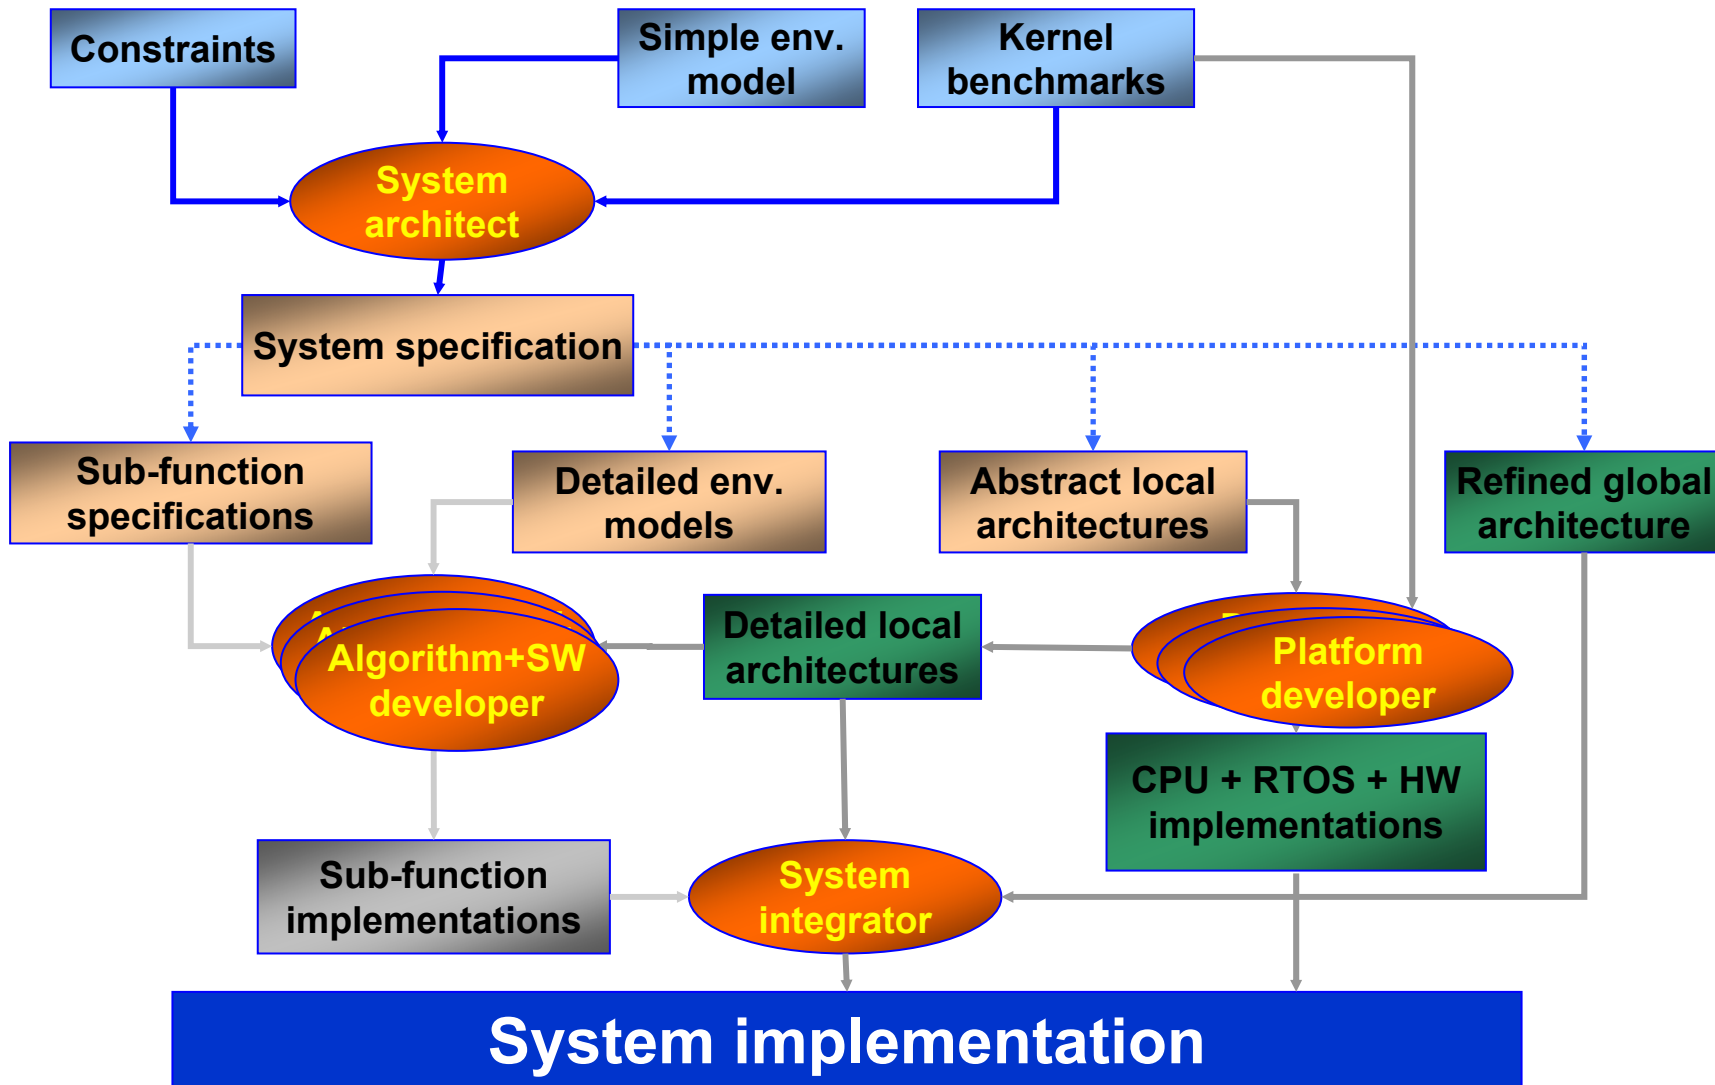 Constraints
Simple env.
model
Kernel
benchmarks
System
architect
System specification
Sub-function
specifications
Detailed env.
models
Abstract local
architectures
Refined global
architecture
Algorithm+SW
developer
Detailed local
architectures
Platform
developer
CPU + RTOS + HW
implementations
Sub-function
implementations
System
integrator
System implementation